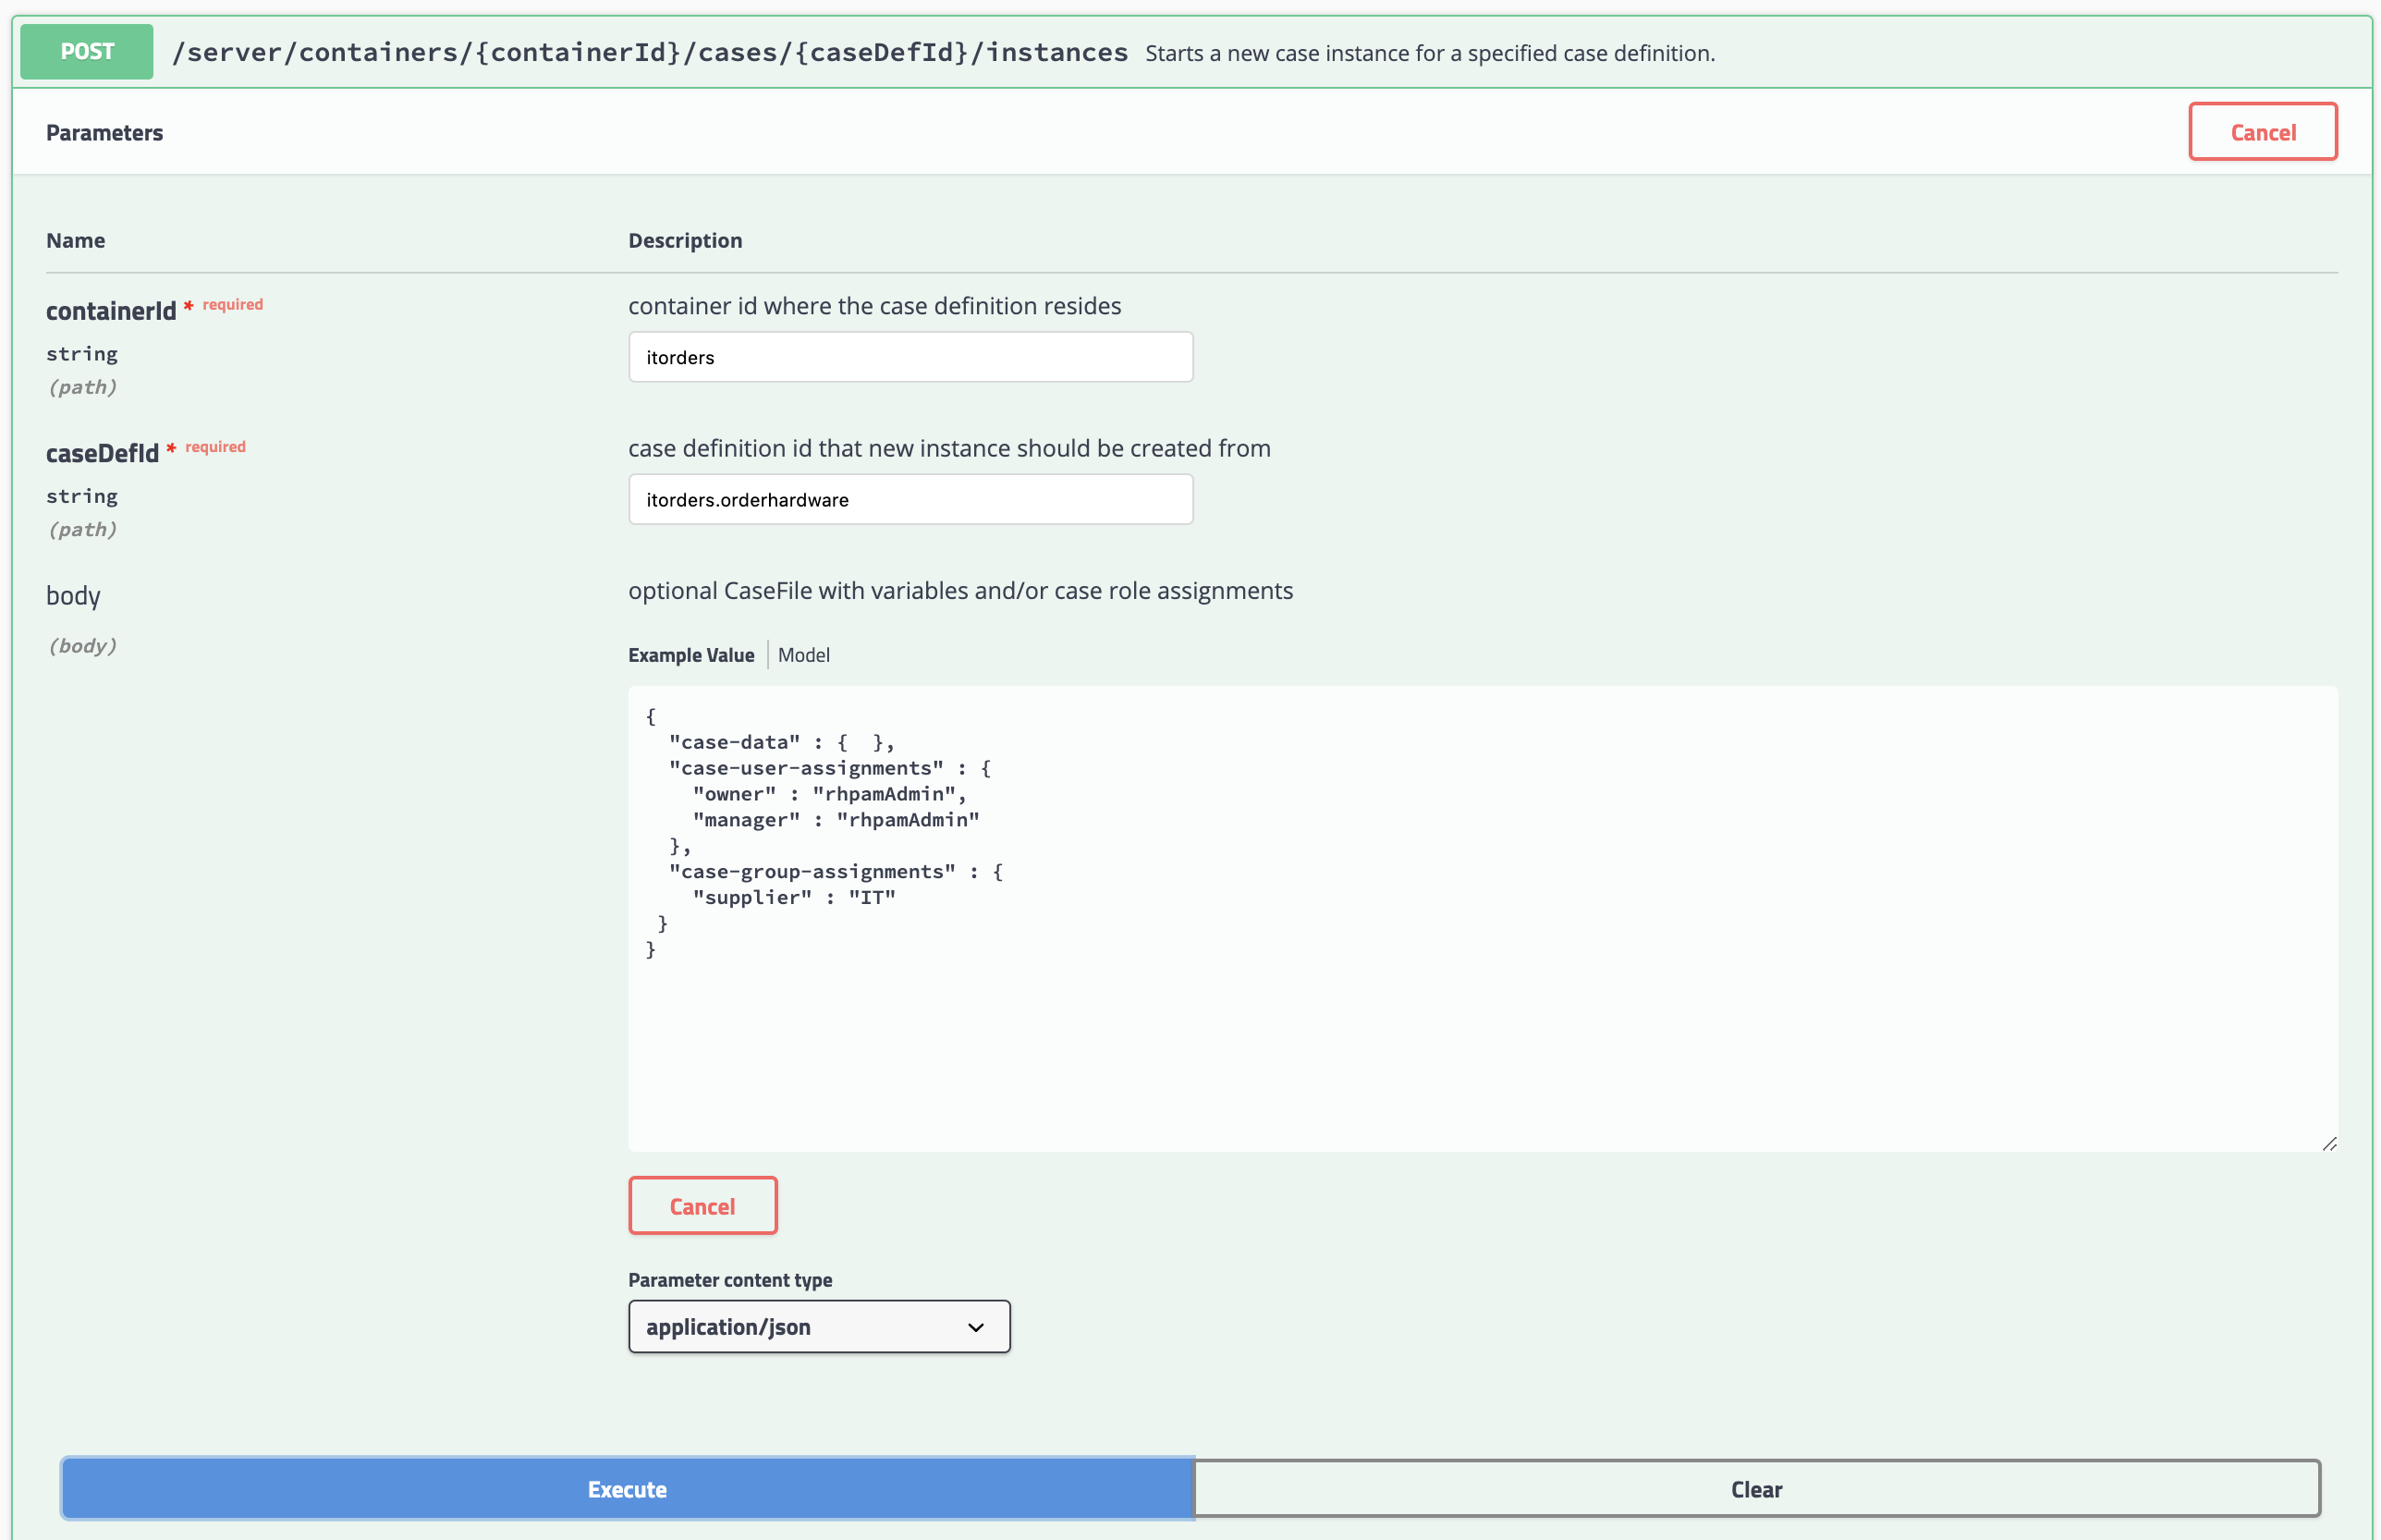 POST /server/containers/{containerId}/cases/{caseDefId}/instances Starts a new case instance for a specified case definition.
Parameters Cancel
Name Description
containerId * required container id where the case definition resides
string itorders
(path)
caseDefId * required case definition id that new instance should be created from
string itorders.orderhardware
(path)
body optional CaseFile with variables and/or case role assignments
(body)
Example Value Model
{
  "case-data" : {  },
  "case-user-assignments" : {
    "owner" : "rhpamAdmin",
    "manager" : "rhpamAdmin"
  },
  "case-group-assignments" : {
    "supplier" : "IT"
 }
}
Cancel
Parameter content type
application/json
Execute Clear